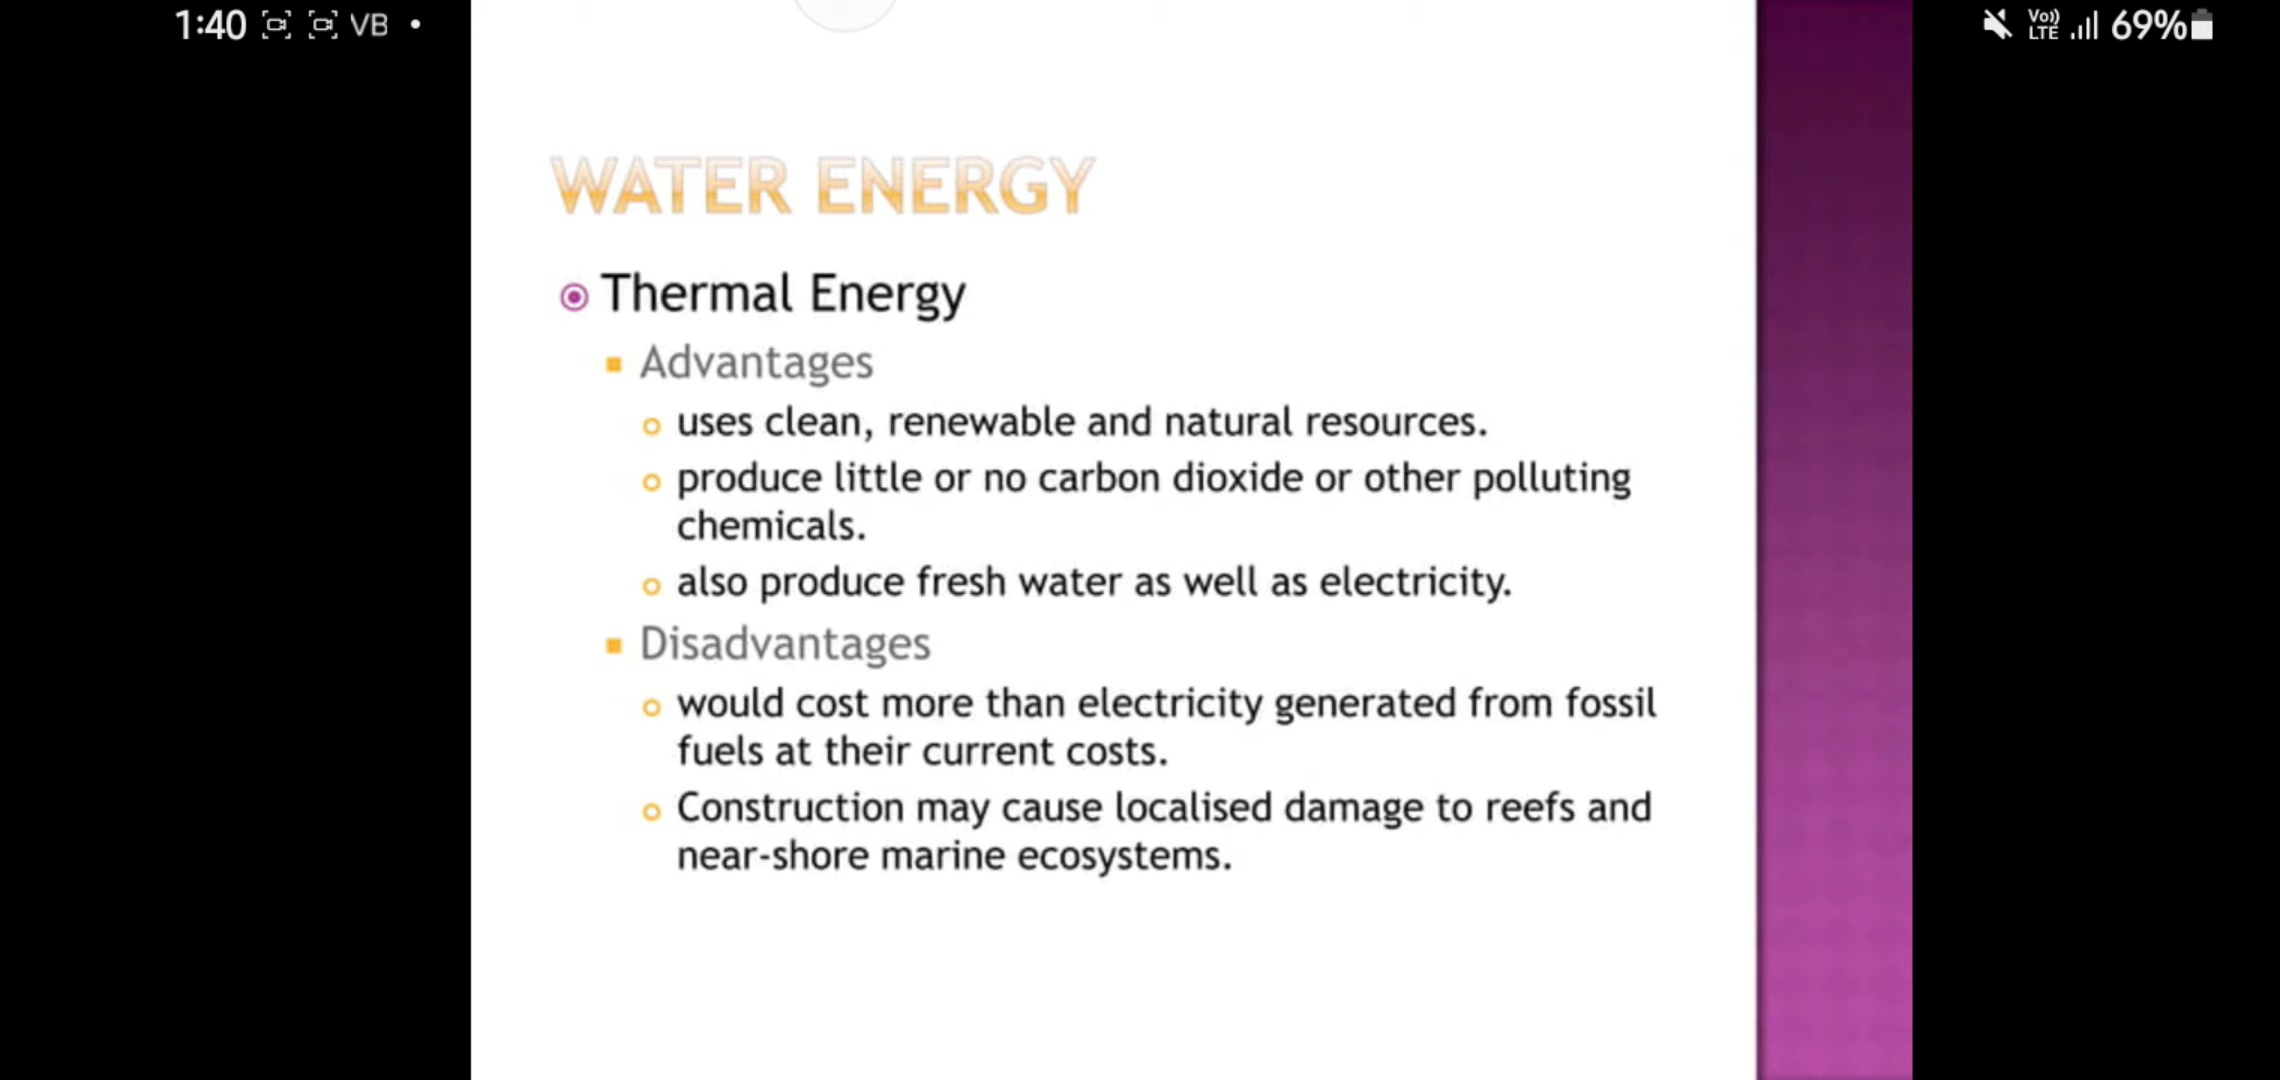 1:40 VB •
Vo)) LTE 69%
WATER ENERGY
Thermal Energy
Advantages
uses clean, renewable and natural resources.
produce little or no carbon dioxide or other polluting
chemicals.
also produce fresh water as well as electricity.
Disadvantages
would cost more than electricity generated from fossil
fuels at their current costs.
Construction may cause localised damage to reefs and
near-shore marine ecosystems.